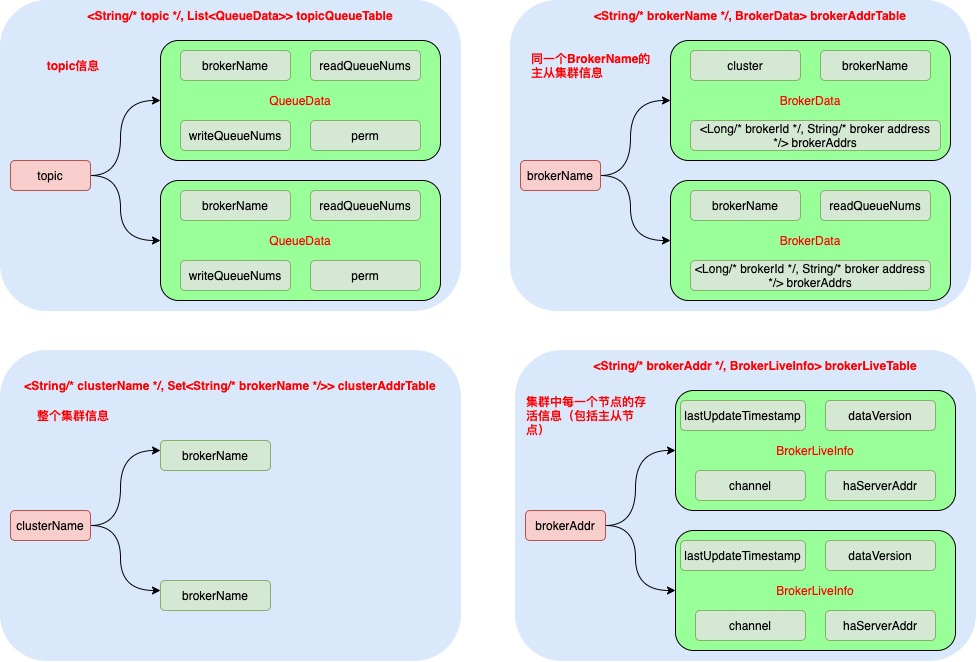 <String/* topic */, List<QueueData>> topicQueueTable
topic信息
brokerName
readQueueNums
QueueData
writeQueueNums
perm
topic
brokerName
readQueueNums
QueueData
writeQueueNums
perm
<String/* brokerName */, BrokerData> brokerAddrTable
同一个BrokerName的
主从集群信息
cluster
brokerName
BrokerData
<Long/* brokerId */, String/* broker address
*/> brokerAddrs
brokerName
brokerName
readQueueNums
BrokerData
<Long/* brokerId */, String/* broker address
*/> brokerAddrs
<String/* clusterName */, Set<String/* brokerName */>> clusterAddrTable
整个集群信息
brokerName
clusterName
brokerName
<String/* brokerAddr */, BrokerLiveInfo> brokerLiveTable
集群中每一个节点的存
活信息（包括主从节
点）
lastUpdateTimestamp
dataVersion
BrokerLiveInfo
channel
haServerAddr
brokerAddr
lastUpdateTimestamp
dataVersion
BrokerLiveInfo
channel
haServerAddr